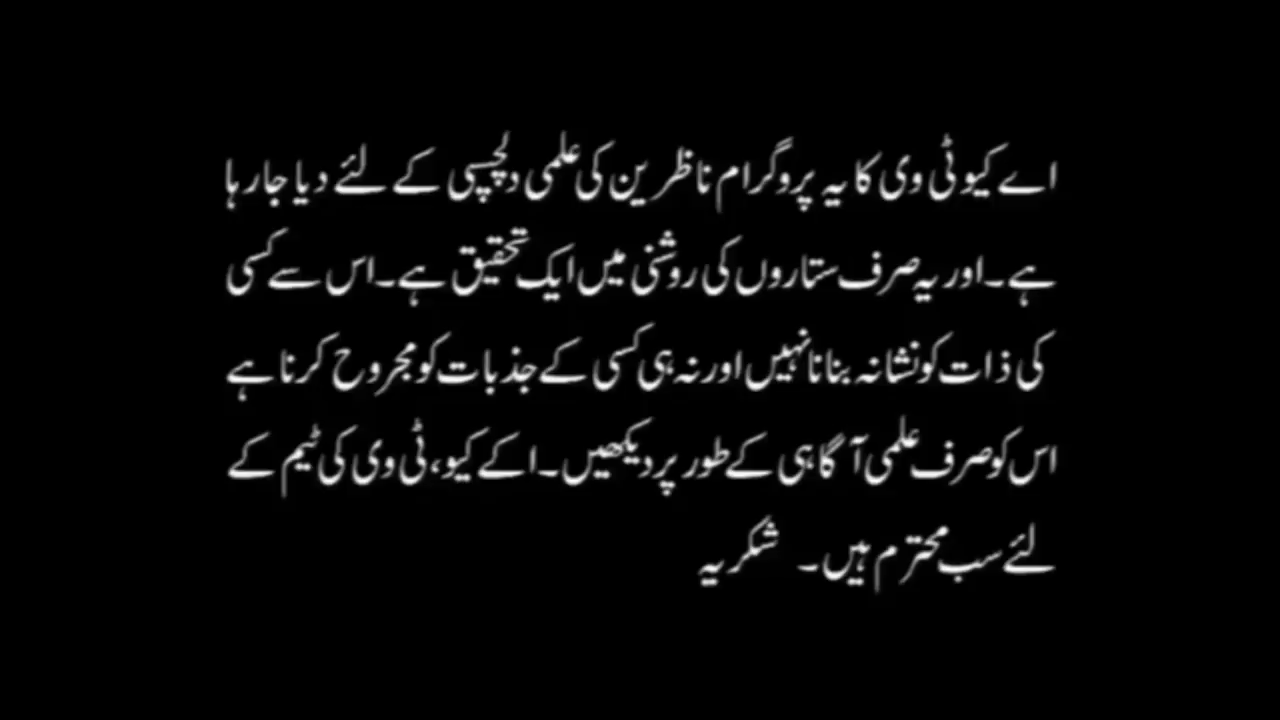 اے کیو ٹی وی کا یہ پروگرام ناظرین کی علمی دلچسپی کے لئے دیا جا رہا
ہے۔ اور یہ صرف ستاروں کی روشنی میں ایک تحقیق ہے۔ اس سے کسی
کی ذات کو نشانہ بنانا نہیں اور نہ ہی کسی کے جذبات کو مجروح کرنا ہے
اس کو صرف علمی آگاہی کے طور پر دیکھیں۔ اکے کیو، ٹی وی کی ٹیم کے
لئے سب محترم ہیں۔ شکریہ